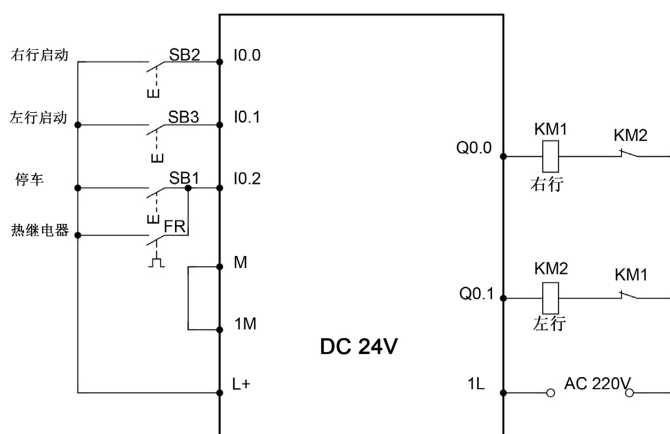 右行启动 SB2 I0.0
左行启动 SB3 I0.1
Q0.0 KM1 KM2
右行
停车 SB1 I0.2
热继电器 FR
M
KM2 KM1
Q0.1
左行
1M
DC 24V
L+ 1L AC 220V